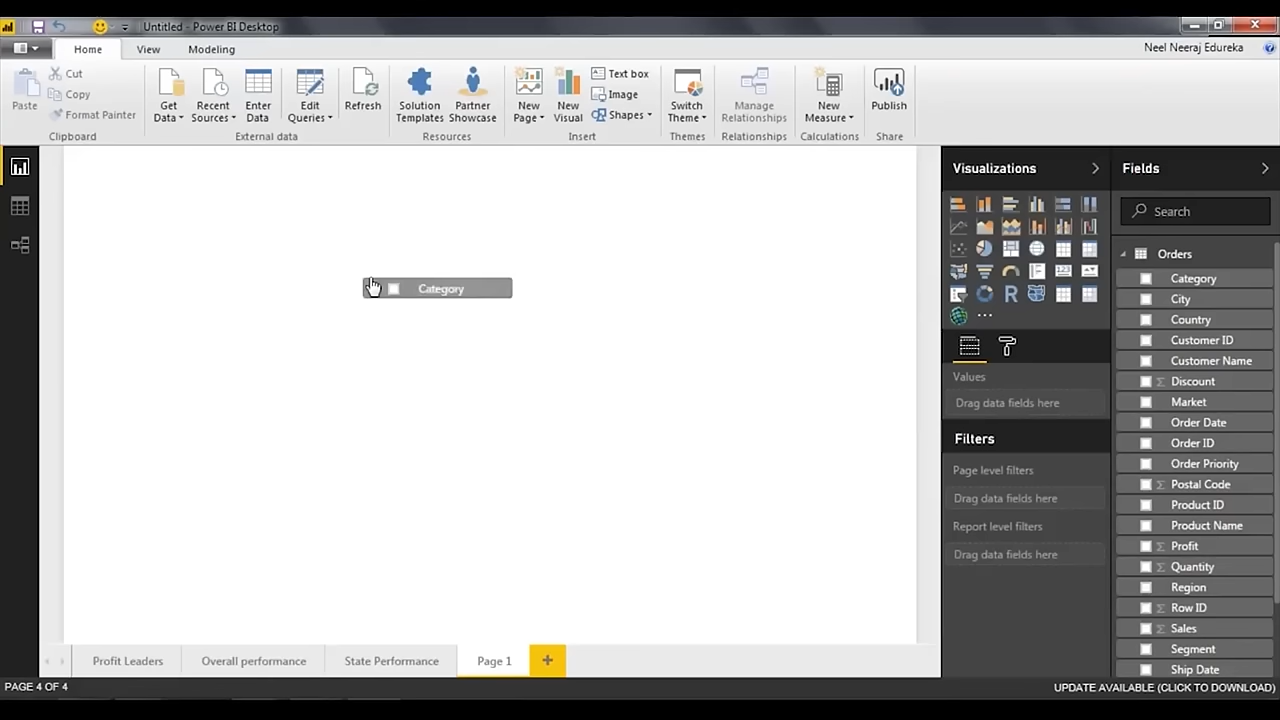 Untitled - Power BI Desktop
Home
View
Modeling
Neel Neeraj Edureka
Paste
Cut
Copy
Format Painter
Clipboard
Get Data
Recent Sources
Enter Data
Edit Queries
Refresh
External data
Solution Templates
Partner Showcase
Resources
New Page
New Visual
Text box
Image
Shapes
Insert
Switch Theme
Themes
Manage Relationships
Relationships
New Measure
Calculations
Publish
Share
Category
Visualizations
R
123
Values
Drag data fields here
Filters
Page level filters
Drag data fields here
Report level filters
Drag data fields here
Fields
Search
Orders
Category
City
Country
Customer ID
Customer Name
Σ Discount
Market
Order Date
Order ID
Order Priority
Σ Postal Code
Product ID
Product Name
Σ Profit
Σ Quantity
Region
Σ Row ID
Σ Sales
Segment
Ship Date
Profit Leaders
Overall performance
State Performance
Page 1
PAGE 4 OF 4
UPDATE AVAILABLE (CLICK TO DOWNLOAD)